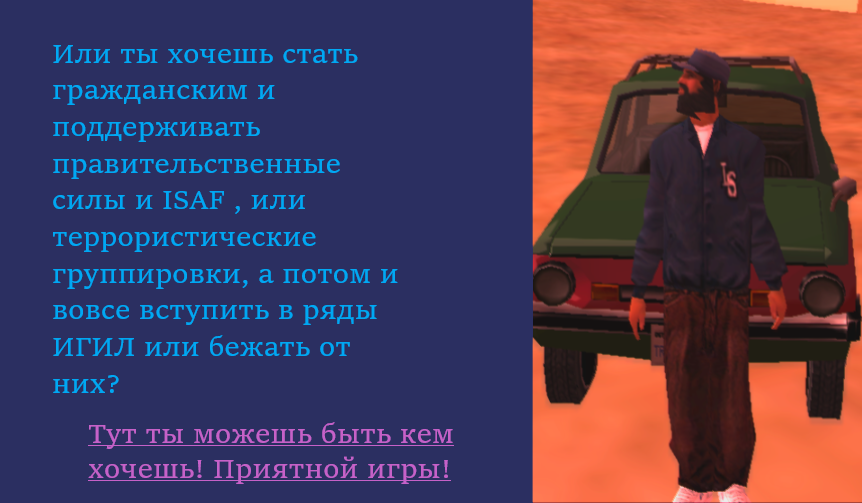 Или ты хочешь стать
гражданским и
поддерживать
правительственные
силы и ISAF , или
террористические
группировки, а потом и
вовсе вступить в ряды
ИГИЛ или бежать от
них?
Тут ты можешь быть кем
хочешь! Приятной игры!
LS